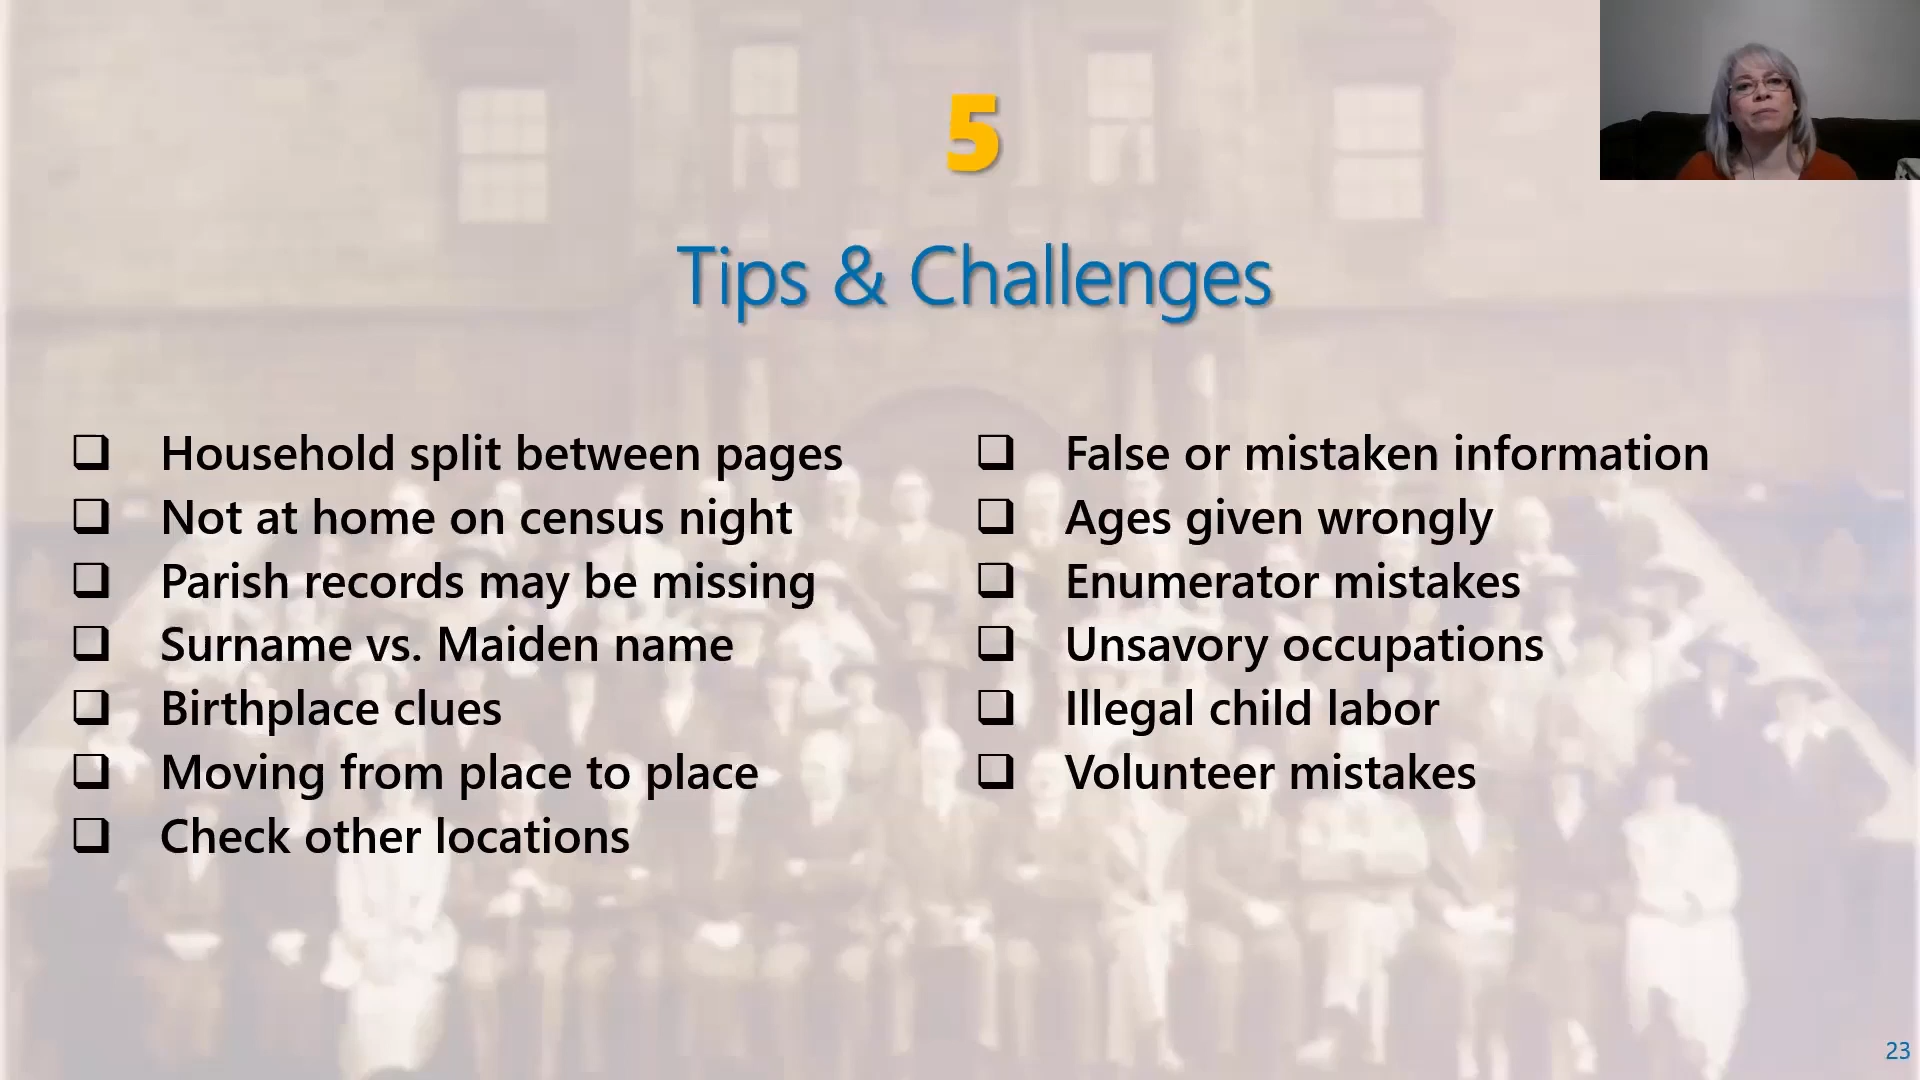 5
Tips & Challenges
Household split between pages
Not at home on census night
Parish records may be missing
Surname vs. Maiden name
Birthplace clues
Moving from place to place
Check other locations
False or mistaken information
Ages given wrongly
Enumerator mistakes
Unsavory occupations
Illegal child labor
Volunteer mistakes
23